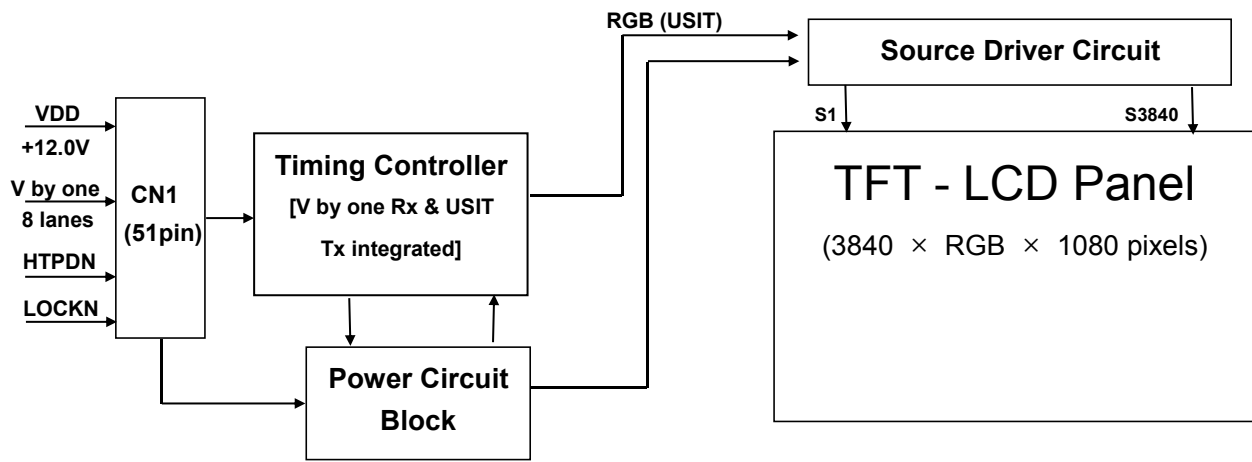 RGB (USIT)
Source Driver Circuit
S1
S3840
VDD
+12.0V
V by one
8 lanes
HTPDN
LOCKN
CN1
(51pin)
Timing Controller
[V by one Rx & USIT
Tx integrated]
Power Circuit
Block
TFT - LCD Panel
(3840 × RGB × 1080 pixels)